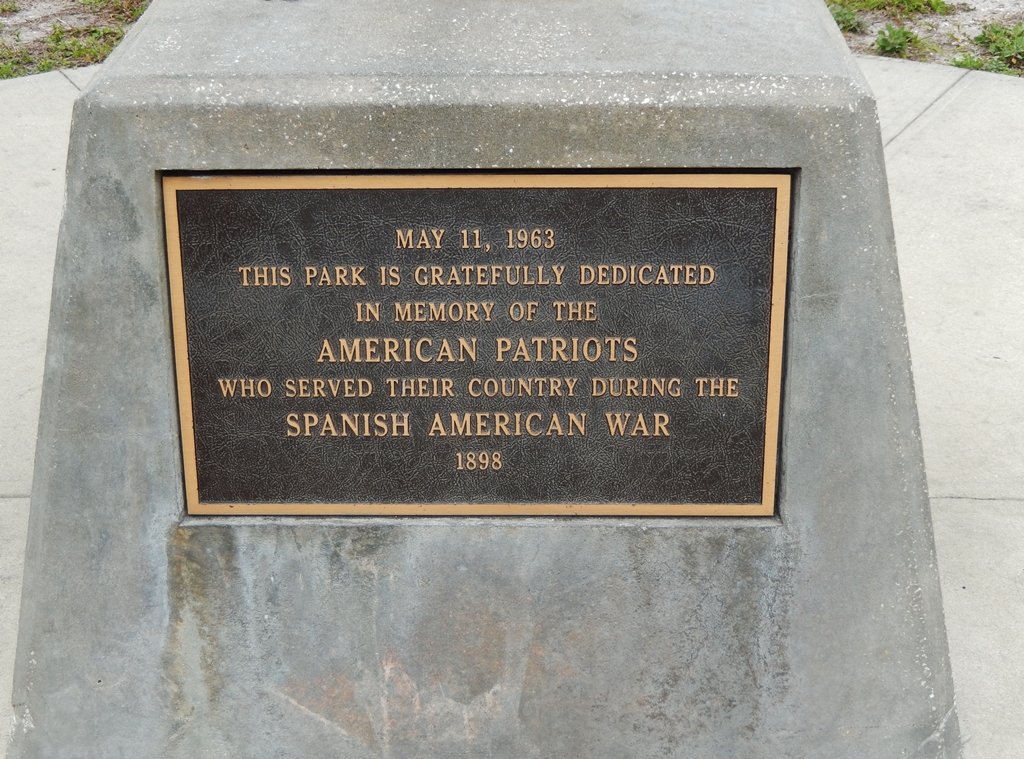 MAY 11, 1963
THIS PARK IS GRATEFULLY DEDICATED
IN MEMORY OF THE
AMERICAN PATRIOTS
WHO SERVED THEIR COUNTRY DURING THE
SPANISH AMERICAN WAR
1898